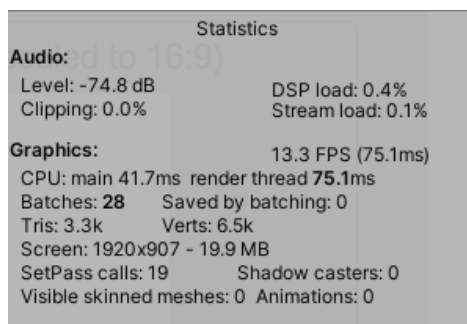 Statistics
Audio:
Level: -74.8 dB
DSP load: 0.4%
Clipping: 0.0%
Stream load: 0.1%
Graphics:
13.3 FPS (75.1ms)
CPU: main 41.7ms render thread 75.1ms
Batches: 28 Saved by batching: 0
Tris: 3.3k Verts: 6.5k
Screen: 1920x907 - 19.9 MB
SetPass calls: 19 Shadow casters: 0
Visible skinned meshes: 0 Animations: 0
to 16:9)